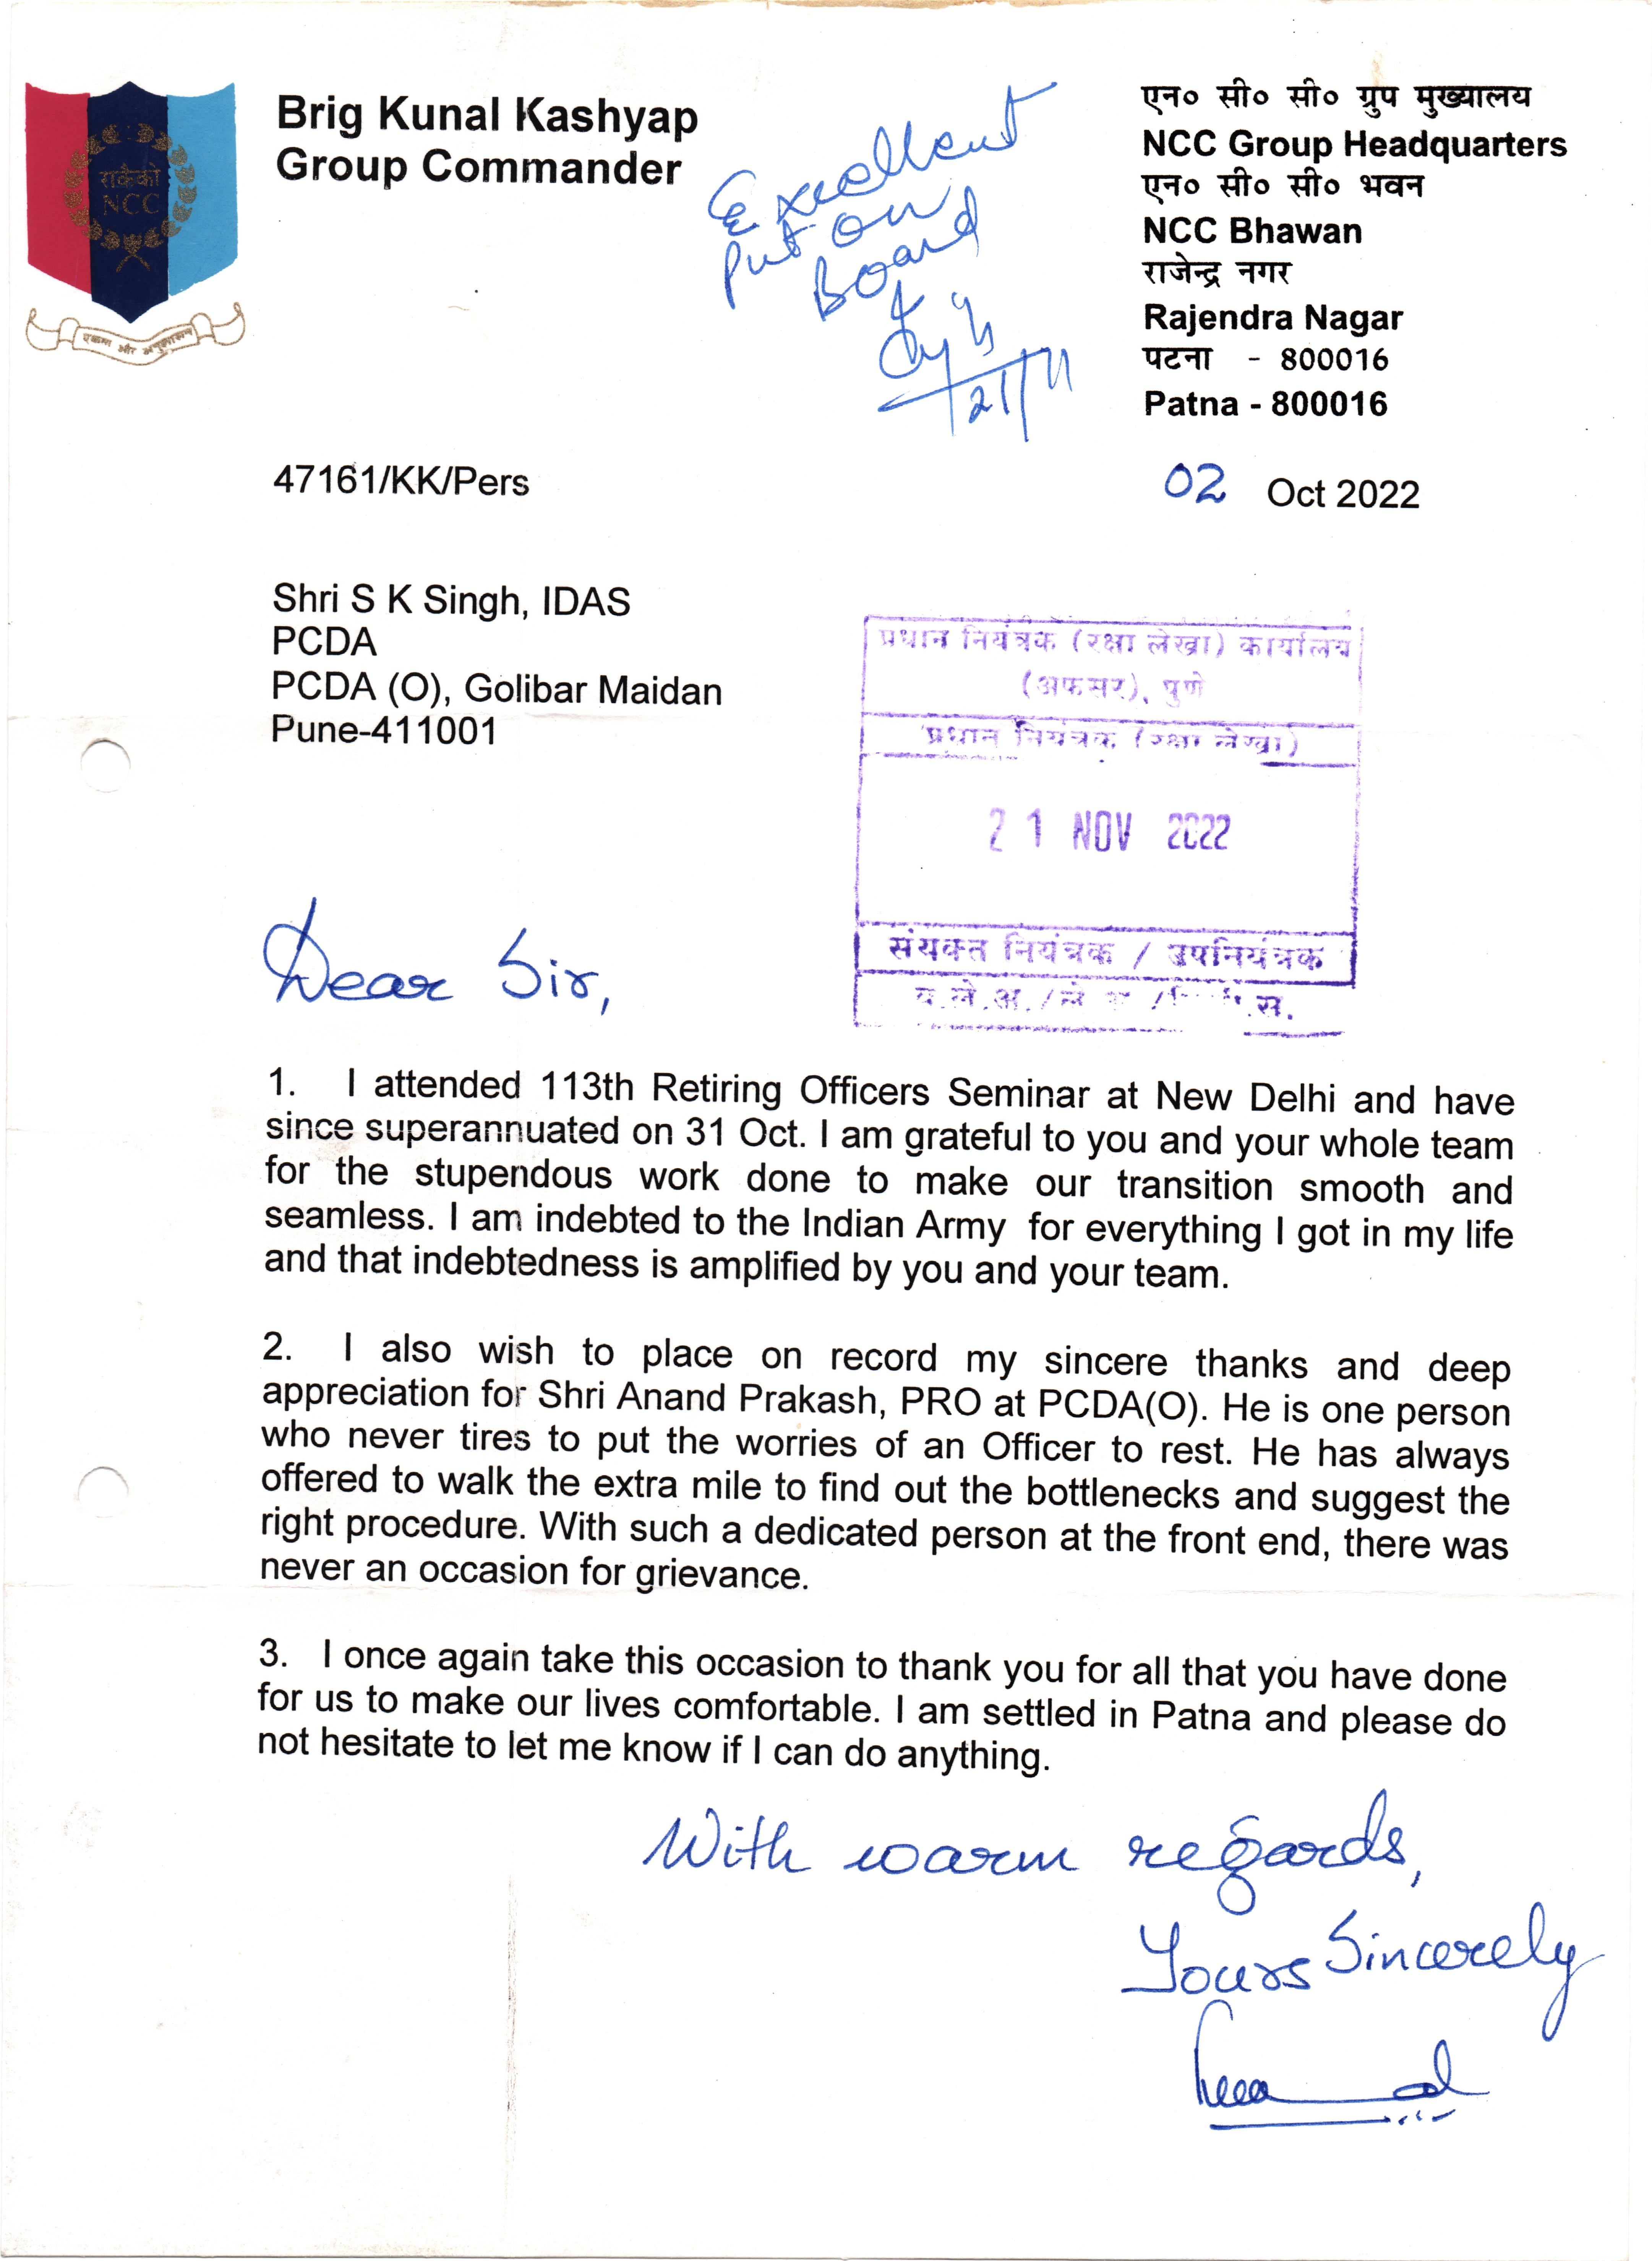 राकैको
NCC
एकता और अनुशासन
Brig Kunal Kashyap
Group Commander
Excellent
put on
Board
21/11
एन० सी० सी० ग्रुप मुख्यालय
NCC Group Headquarters
एन० सी० सी० भवन
NCC Bhawan
राजेन्द्र नगर
Rajendra Nagar
पटना - 800016
Patna - 800016
47161/KK/Pers
02 Oct 2022
Shri S K Singh, IDAS
PCDA
PCDA (O), Golibar Maidan
Pune-411001
प्रधान नियंत्रक (रक्षा लेखा) कार्यालय
(अफसर), पुणे
प्रधान नियंत्रक (रक्षा लेखा)
21 NOV 2022
संयक्त नियंत्रक / उपनियंत्रक
Dear Sir,
1. I attended 113th Retiring Officers Seminar at New Delhi and have
since superannuated on 31 Oct. I am grateful to you and your whole team
for the stupendous work done to make our transition smooth and
seamless. I am indebted to the Indian Army for everything I got in my life
and that indebtedness is amplified by you and your team.
2. I also wish to place on record my sincere thanks and deep
appreciation for Shri Anand Prakash, PRO at PCDA(O). He is one person
who never tires to put the worries of an Officer to rest. He has always
offered to walk the extra mile to find out the bottlenecks and suggest the
right procedure. With such a dedicated person at the front end, there was
never an occasion for grievance.
3. I once again take this occasion to thank you for all that you have done
for us to make our lives comfortable. I am settled in Patna and please do
not hesitate to let me know if I can do anything.
With warm regards,
Yours Sincerely